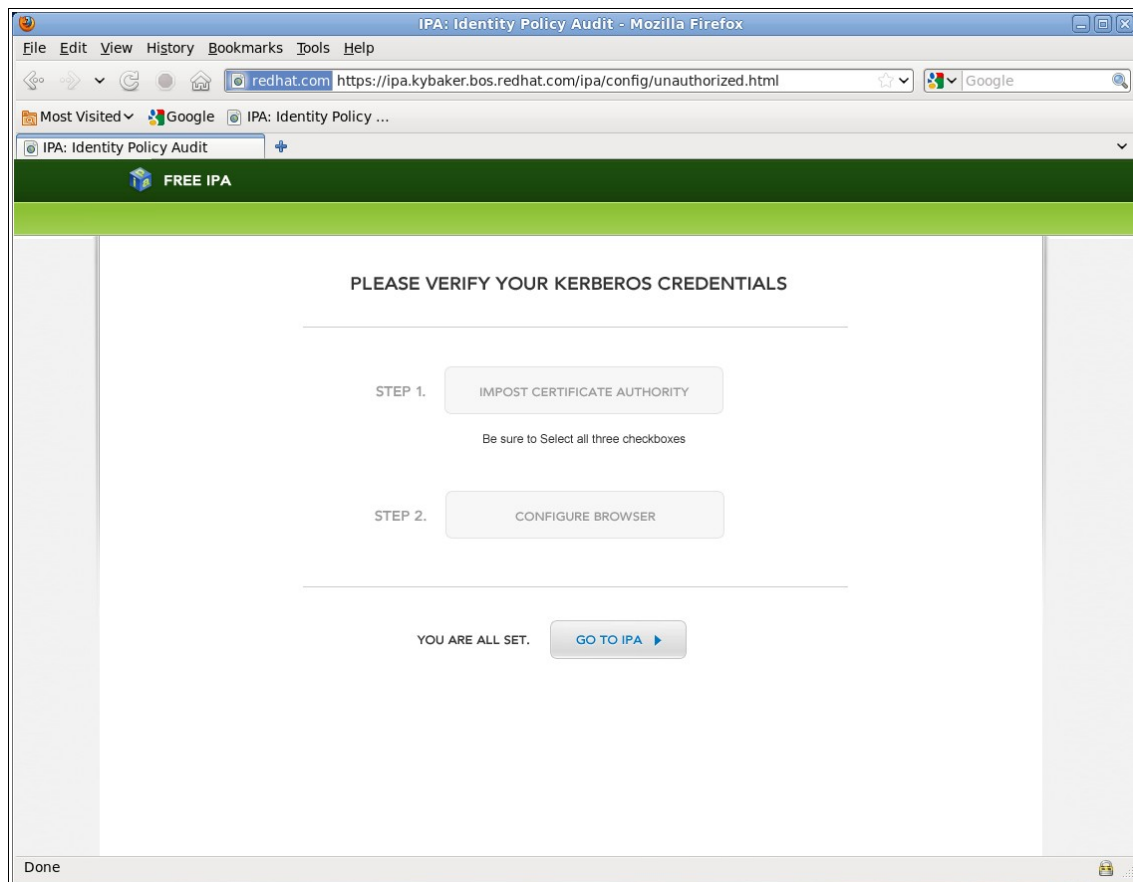 IPA: Identity Policy Audit - Mozilla Firefox
File Edit View History Bookmarks Tools Help
redhat.com https://ipa.kybaker.bos.redhat.com/ipa/config/unauthorized.html Google
Most Visited Google IPA: Identity Policy ...
IPA: Identity Policy Audit
FREE IPA
PLEASE VERIFY YOUR KERBEROS CREDENTIALS
STEP 1. IMPOST CERTIFICATE AUTHORITY
Be sure to Select all three checkboxes
STEP 2. CONFIGURE BROWSER
YOU ARE ALL SET. GO TO IPA
Done